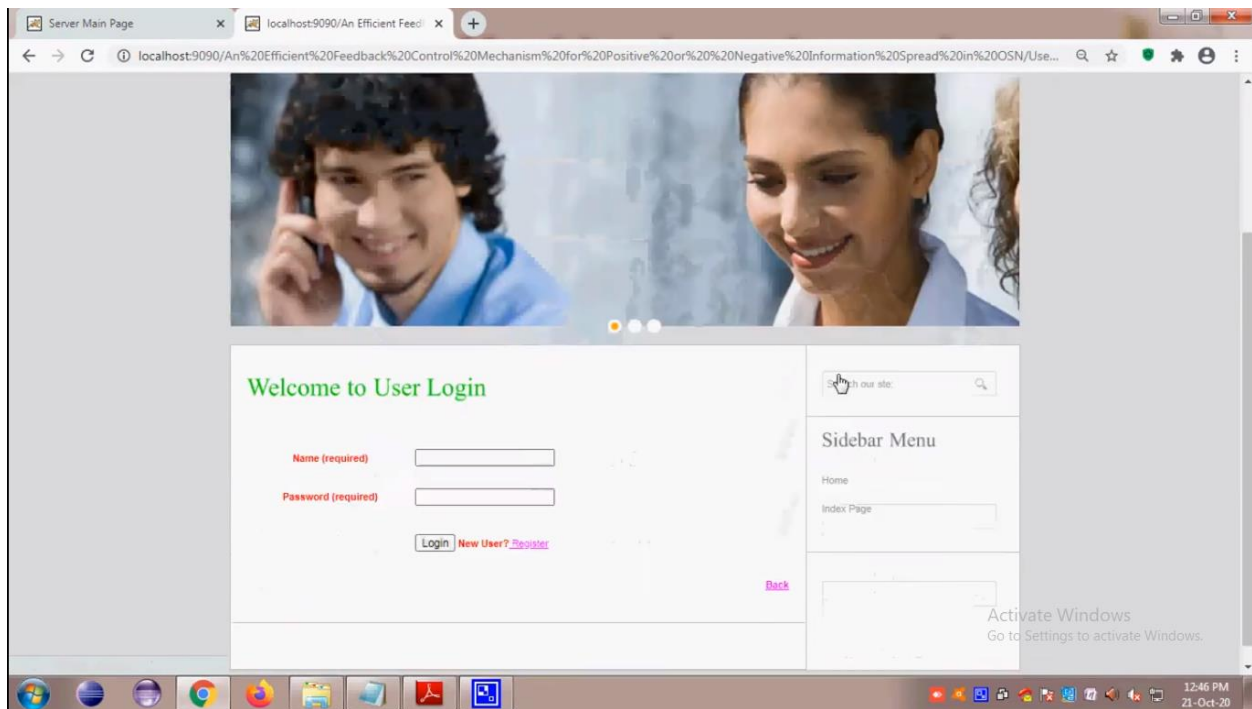 Server Main Page
localhost:9090/An Efficient Feed
localhost:9090/An%20Efficient%20Feedback%20Control%20Mechanism%20for%20Positive%20or%20%20Negative%20Information%20Spread%20in%20OSN/Use...
Welcome to User Login
Name (required)
Password (required)
Login New User? Register
Back
our site:
Sidebar Menu
Home
Index Page
Activate Windows
Go to Settings to activate Windows.
12:46 PM
21-Oct-20